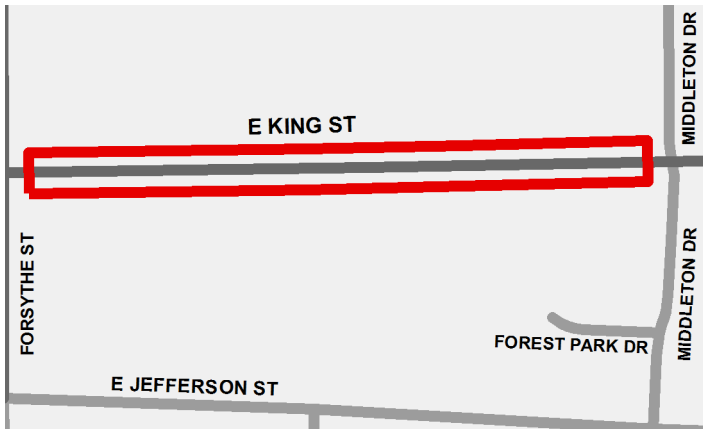 MIDDLETON DR
E KING ST
FORSYTHE ST
MIDDLETON DR
FOREST PARK DR
E JEFFERSON ST